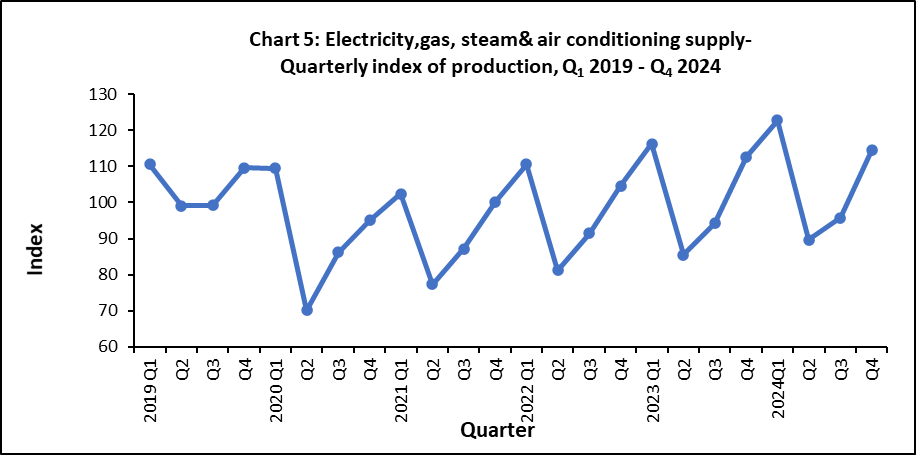 Chart 5: Electricity,gas, steam& air conditioning supply-
Quarterly index of production, Q1 2019 - Q4 2024
130
120
110
100
90
80
70
60
Index
2019 Q1
Q2
Q3
Q4
2020 Q1
Q2
Q3
Q4
2021 Q1
Q2
Q3
Q4
2022 Q1
Q2
Q3
Q4
2023 Q1
Q2
Q3
Q4
2024Q1
Q2
Q3
Q4
Quarter